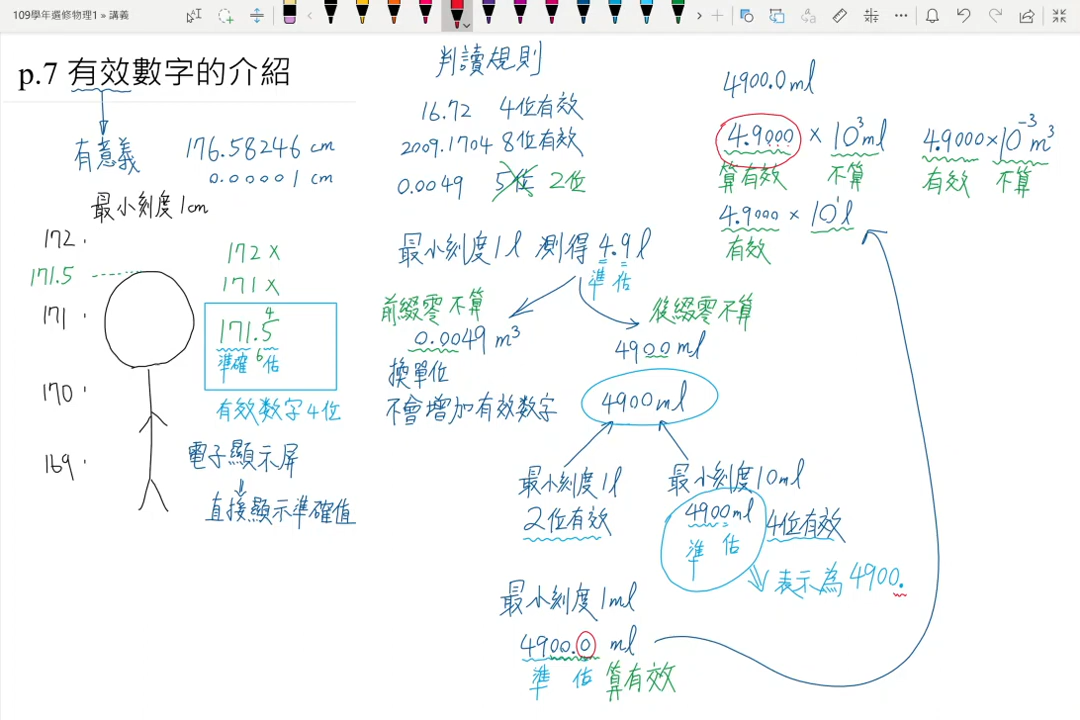 109學年選修物理1 » 講義
p.7 有效數字的介紹
有意義
176.58246 cm
0.00001 cm
最小刻度1cm
172
171.5
171
170
169
172 x
171 x
4
171.5
6
準確 估
有效数字4位
電子顯示屏
直接顯示準確值
判讀規則
16.72 4位有效
2009.1704 8位有效
0.0049 5位 2位
最小刻度1l 測得4.9l
準 估
前綴零不算
0.0049 m³
換單位
不會增加有效数字
後綴零不算
4900 ml
4900 ml
最小刻度1l
2位有效
最小刻度10ml
4900 ml 4位有效
準 估
表示為4900.
最小刻度1ml
4900.0 ml
準 估 算有效
4900.0 ml
4.9000 × 10³ ml
算有效 不算
4.9000 × 10¹ l
有效
4.9000 × 10⁻³ m³
有效 不算